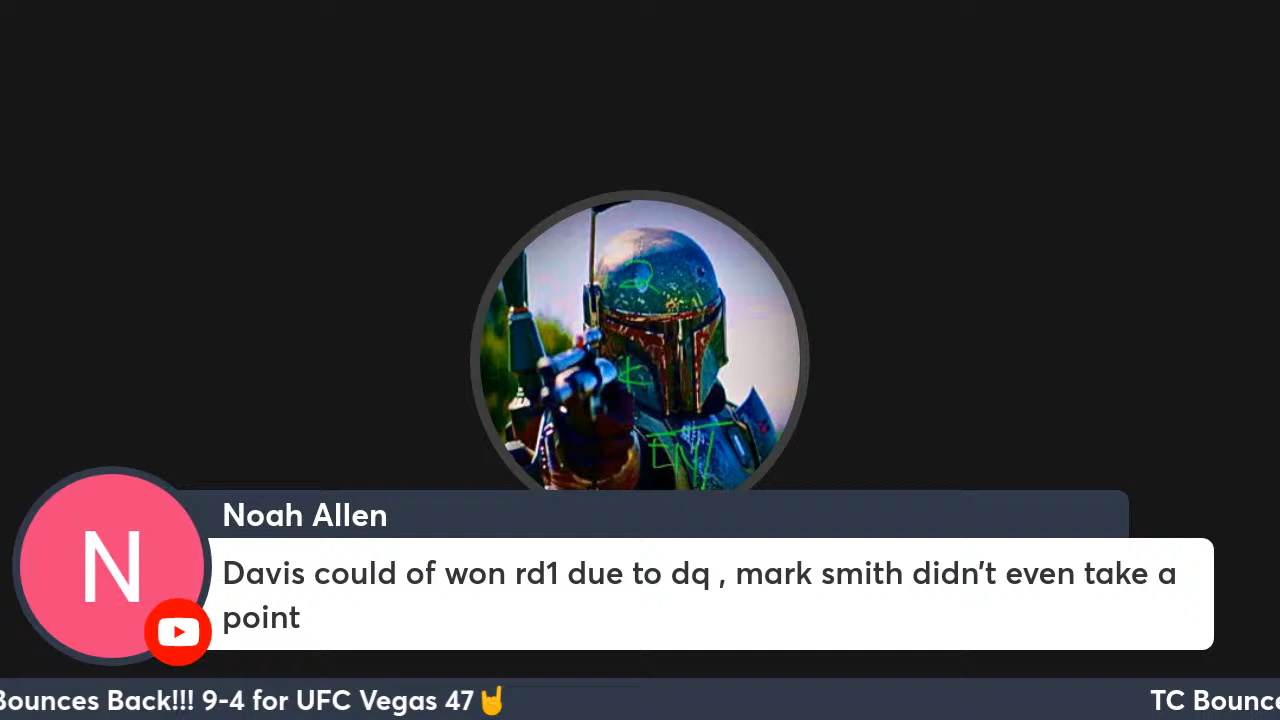 Noah Allen
N
Davis could of won rd1 due to dq , mark smith didn't even take a
point
Bounces Back!!! 9-4 for UFC Vegas 47🤘
TC Bounce